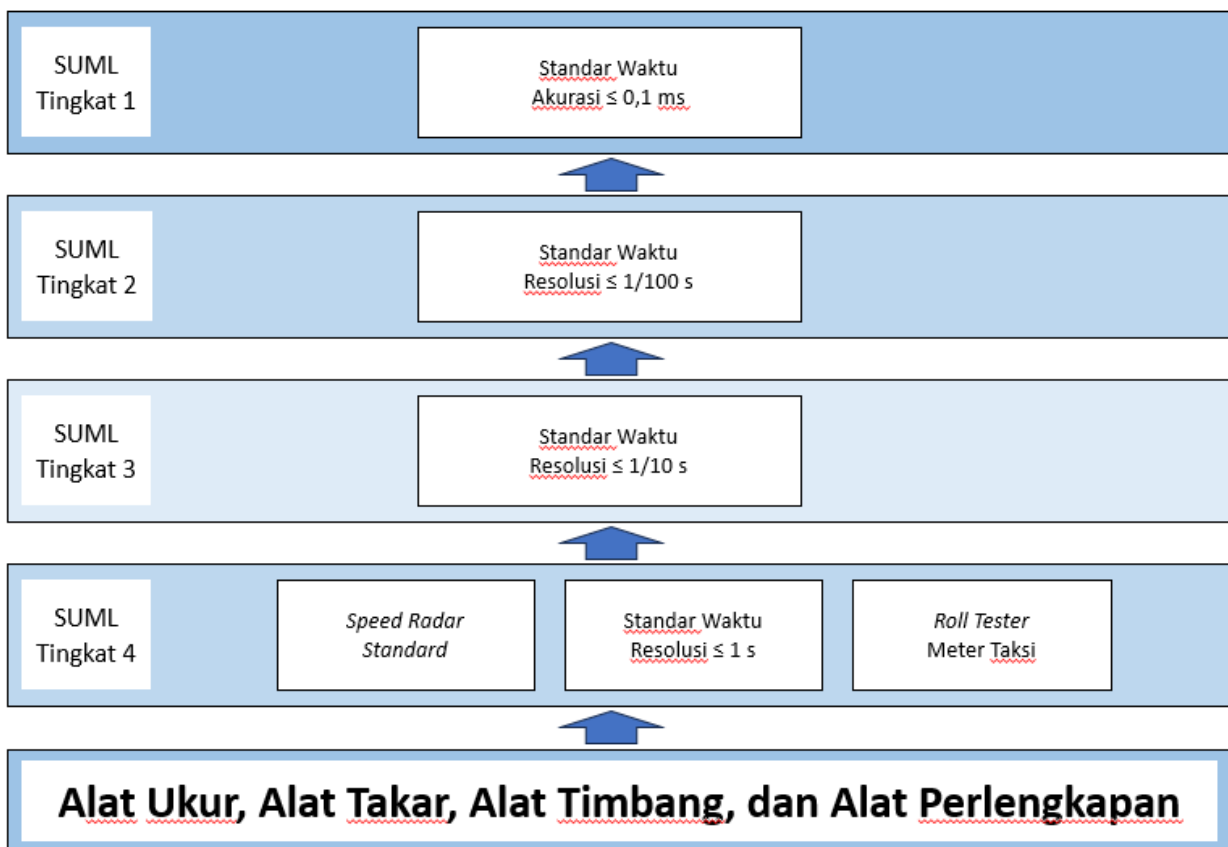 SUML
Tingkat 1
Standar Waktu
Akurasi ≤ 0,1 ms
SUML
Tingkat 2
Standar Waktu
Resolusi ≤ 1/100 s
SUML
Tingkat 3
Standar Waktu
Resolusi ≤ 1/10 s
SUML
Tingkat 4
Speed Radar
Standard
Standar Waktu
Resolusi ≤ 1 s
Roll Tester
Meter Taksi
Alat Ukur, Alat Takar, Alat Timbang, dan Alat Perlengkapan